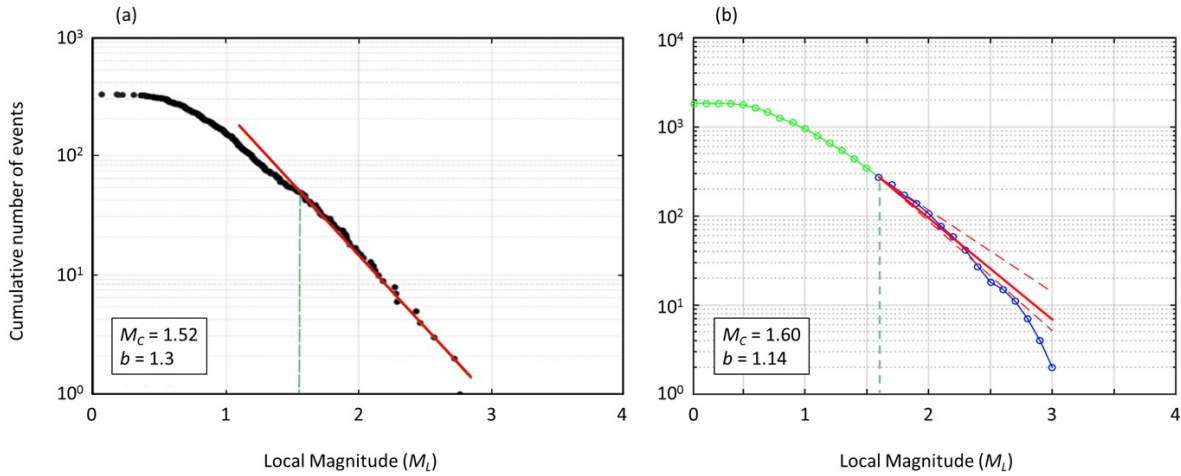 (a)
(b)
Cumulative number of events
10³
10²
10¹
10⁰
M_C = 1.52
b = 1.3
0 1 2 3 4
Local Magnitude (M_L)
10⁴
10³
10²
10¹
10⁰
M_C = 1.60
b = 1.14
0 1 2 3 4
Local Magnitude (M_L)